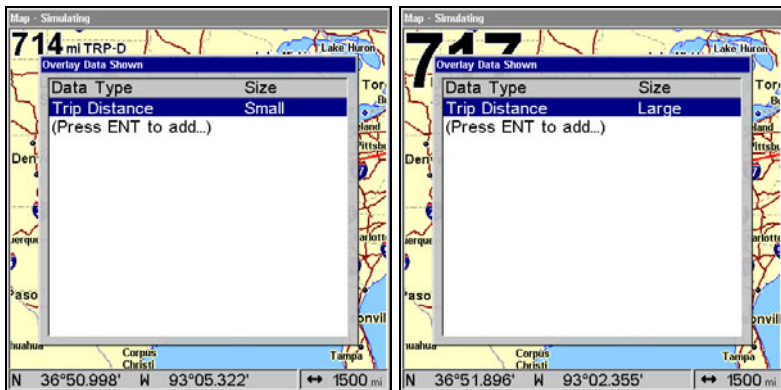 Map - Simulating
714 mi TRP-D
Lake Huron
Overlay Data Shown
Data Type Size
Trip Distance Small
(Press ENT to add...)
Tor
Den
Pittsb
Corpus
Christi
Tampa
N 36°50.998' W 93°05.322' ↔ 1500 mi
Map - Simulating
717
Lake Huron
Overlay Data Shown
Data Type Size
Trip Distance Large
(Press ENT to add...)
Tor
Den
Corpus
Christi
Tampa
N 36°51.896' W 93°02.355' ↔ 1500 mi